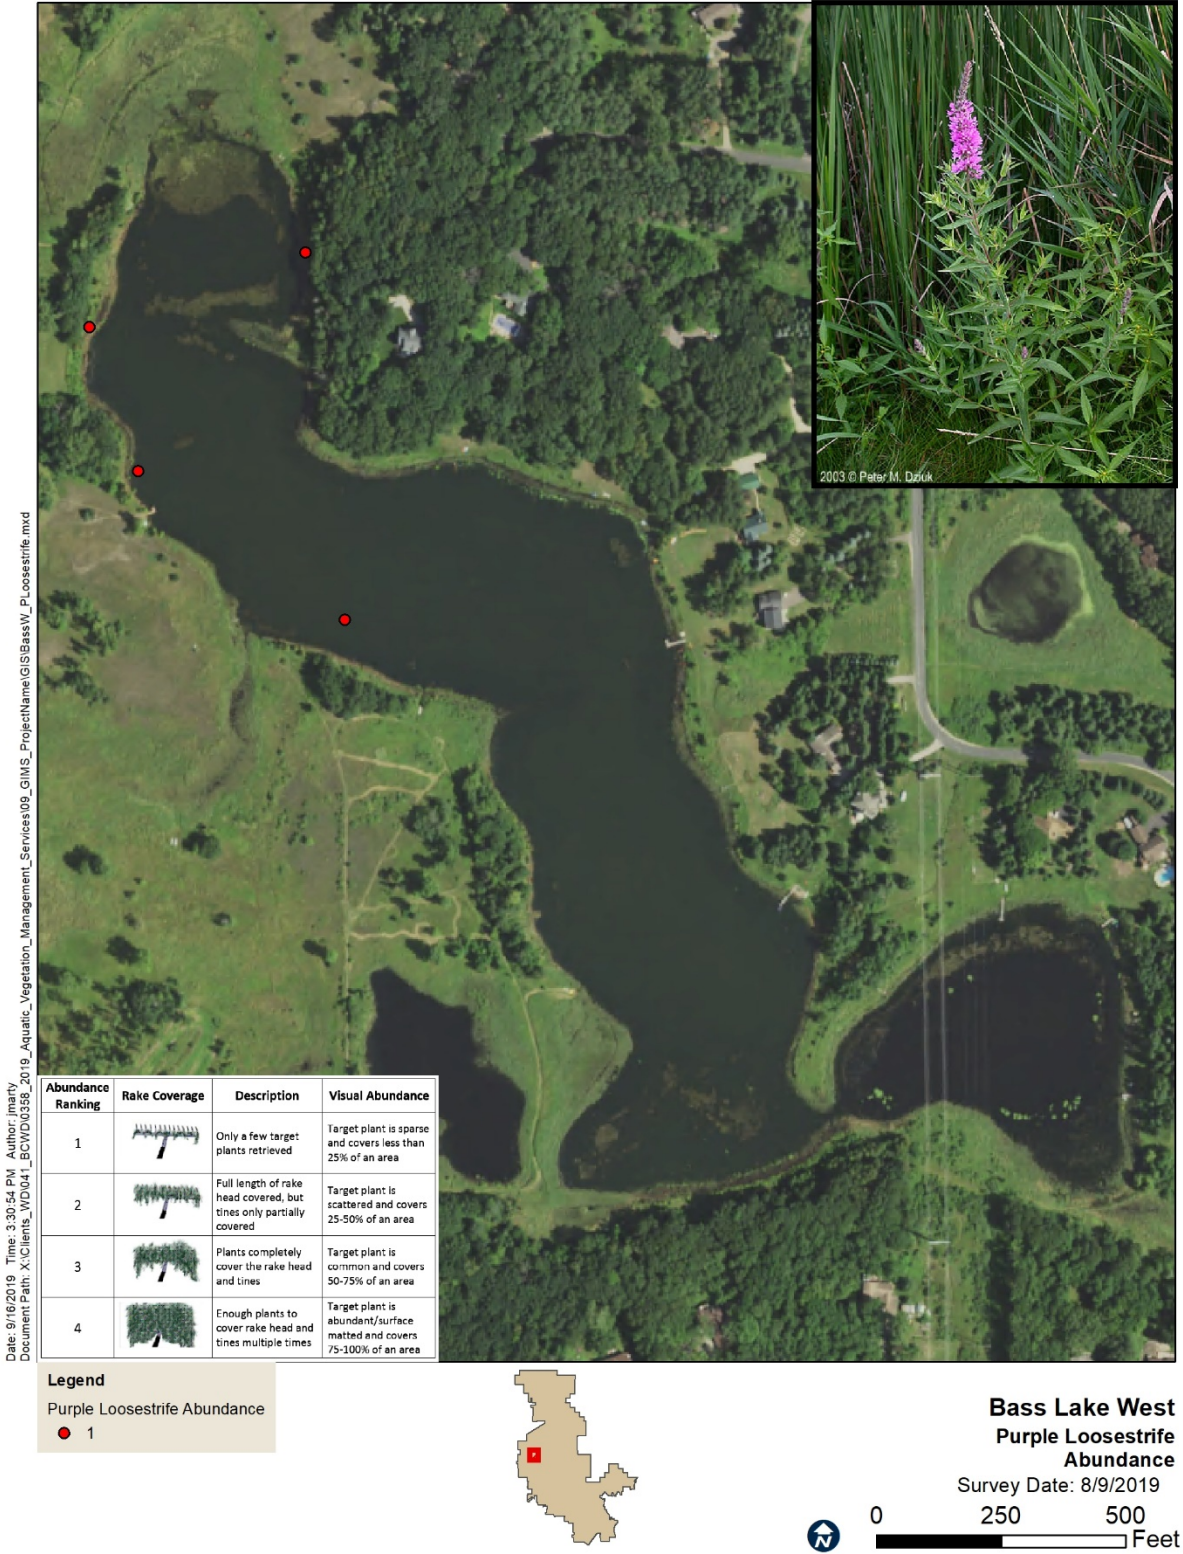 2003 © Peter M. Dziuk
Date: 9/16/2019 Time: 3:30:54 PM Author: jmarty
Document Path: X:\Clients_WD\041_BCWD\0358_2019_Aquatic_Vegetation_Management_Services\09_GIMS_ProjectName\GIS\BassW_PLoosestrife.mxd
Abundance
Ranking
Rake Coverage
Description
Visual Abundance
1
Only a few target
plants retrieved
Target plant is sparse
and covers less than
25% of an area
2
Full length of rake
head covered, but
tines only partially
covered
Target plant is
scattered and covers
25-50% of an area
3
Plants completely
cover the rake head
and tines
Target plant is
common and covers
50-75% of an area
4
Enough plants to
cover rake head and
tines multiple times
Target plant is
abundant/surface
matted and covers
75-100% of an area
Legend
Purple Loosestrife Abundance
1
Bass Lake West
Purple Loosestrife
Abundance
Survey Date: 8/9/2019
N
0 250 500
Feet